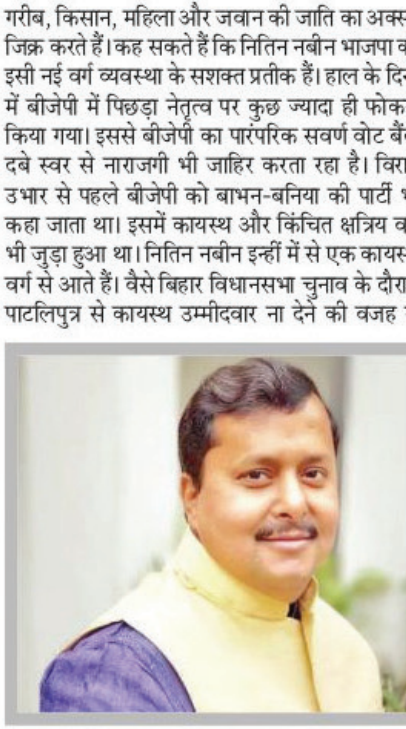 गरीब, किसान, महिला और जवान की जाति का अक्स
जिक्र करते हैं। कह सकते हैं कि नितिन नबीन भाजपा व
इसी नई वर्ग व्यवस्था के सशक्त प्रतीक हैं। हाल के दिन
में बीजेपी में पिछड़ा नेतृत्व पर कुछ ज्यादा ही फोक
किया गया। इससे बीजेपी का पारंपरिक सवर्ण वोट बैं
दबे स्वर से नाराजगी भी जाहिर करता रहा है। विरा
उभार से पहले बीजेपी को बाभन-बनिया की पार्टी भ
कहा जाता था। इसमें कायस्थ और किंचित क्षत्रिय व
भी जुड़ा हुआ था। नितिन नबीन इन्हीं में से एक कायस
वर्ग से आते हैं। वैसे बिहार विधानसभा चुनाव के दौरा
पाटलिपुत्र से कायस्थ उम्मीदवार ना देने की वजह